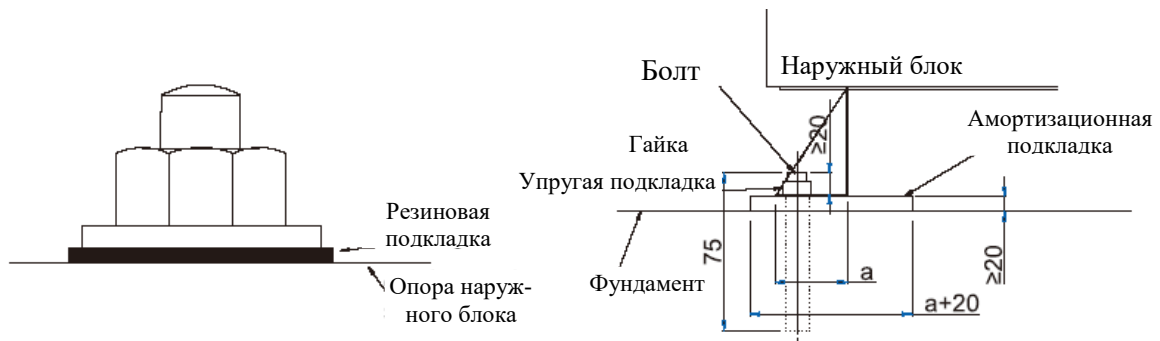 Резиновая
подкладка
Опора наруж-
ного блока
Болт
Наружный блок
Гайка
Упругая подкладка
Амортизационная
подкладка
≥20
75
Фундамент
a
≥20
a+20